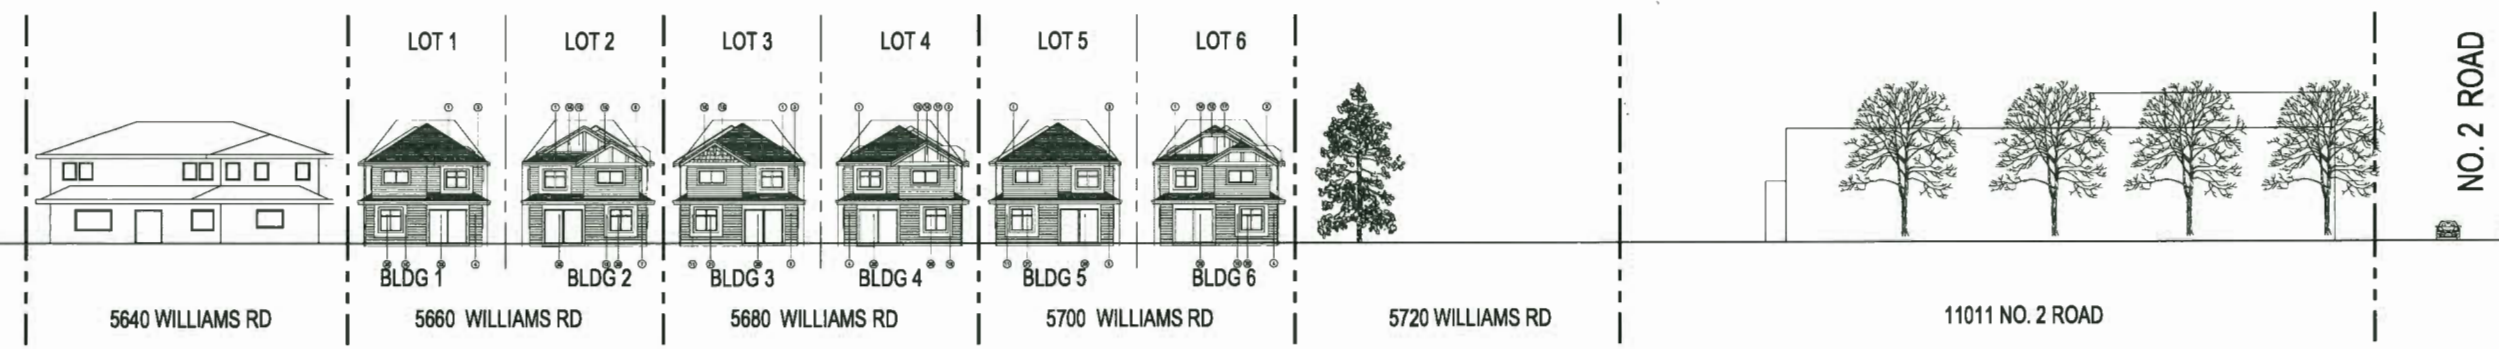 LOT 1
LOT 2
LOT 3
LOT 4
LOT 5
LOT 6
NO. 2 ROAD
BLDG 1
BLDG 2
BLDG 3
BLDG 4
BLDG 5
BLDG 6
5640 WILLIAMS RD
5660 WILLIAMS RD
5680 WILLIAMS RD
5700 WILLIAMS RD
5720 WILLIAMS RD
11011 NO. 2 ROAD